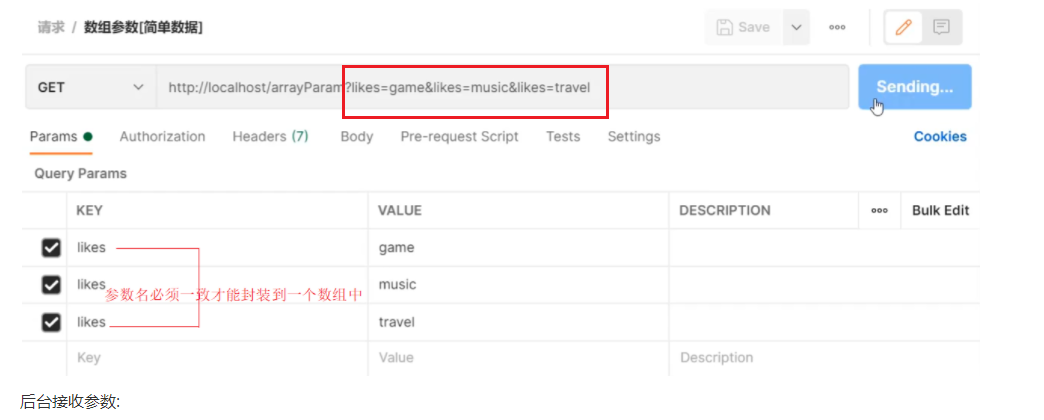 请求 / 数组参数[简单数据]
Save
GET
http://localhost/arrayParam?likes=game&likes=music&likes=travel
Sending...
Params Authorization Headers (7) Body Pre-request Script Tests Settings Cookies
Query Params
KEY VALUE DESCRIPTION Bulk Edit
likes game
likes music
参数名必须一致才能封装到一个数组中
likes travel
Key Value Description
后台接收参数: